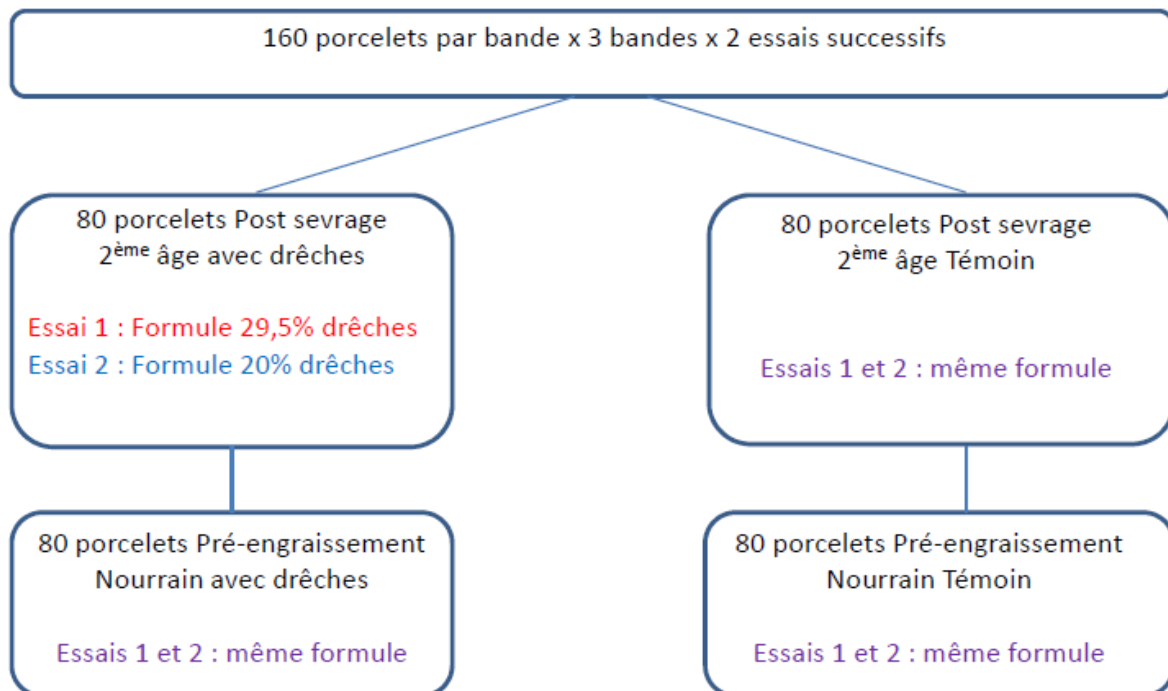 160 porcelets par bande x 3 bandes x 2 essais successifs
80 porcelets Post sevrage
2ème âge avec drêches
Essai 1 : Formule 29,5% drêches
Essai 2 : Formule 20% drêches
80 porcelets Post sevrage
2ème âge Témoin
Essais 1 et 2 : même formule
80 porcelets Pré-engraissement
Nourrain avec drêches
Essais 1 et 2 : même formule
80 porcelets Pré-engraissement
Nourrain Témoin
Essais 1 et 2 : même formule